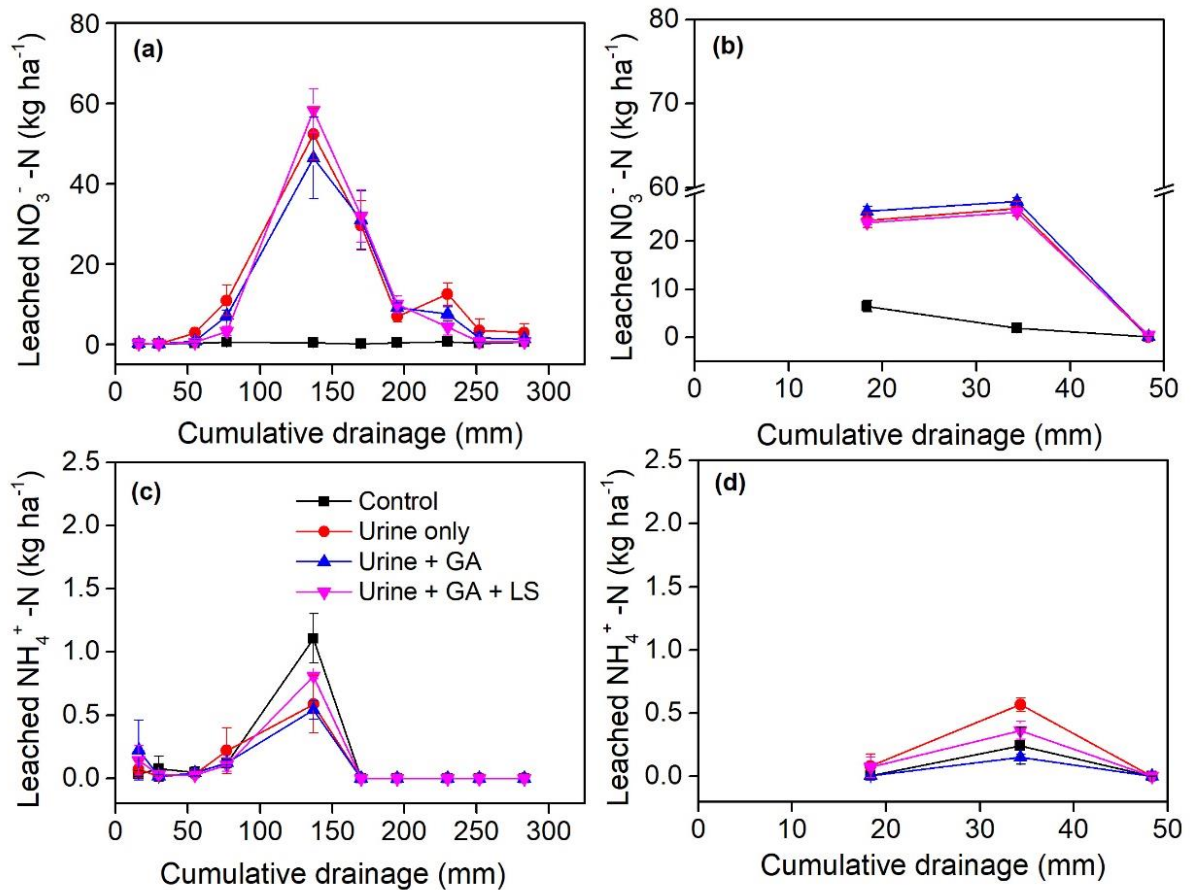 (a)
Leached NO₃⁻ -N (kg ha⁻¹)
80
60
40
20
0
0 50 100 150 200 250 300
Cumulative drainage (mm)
(b)
Leached N0₃⁻ -N (kg ha⁻¹)
80
70
60
20
10
0
0 10 20 30 40 50
Cumulative drainage (mm)
(c)
Control
Urine only
Urine + GA
Urine + GA + LS
Leached NH₄⁺ -N (kg ha⁻¹)
2.5
2.0
1.5
1.0
0.5
0.0
0 50 100 150 200 250 300
Cumulative drainage (mm)
(d)
Leached NH₄⁺ -N (kg ha⁻¹)
2.5
2.0
1.5
1.0
0.5
0.0
0 10 20 30 40 50
Cumulative drainage (mm)